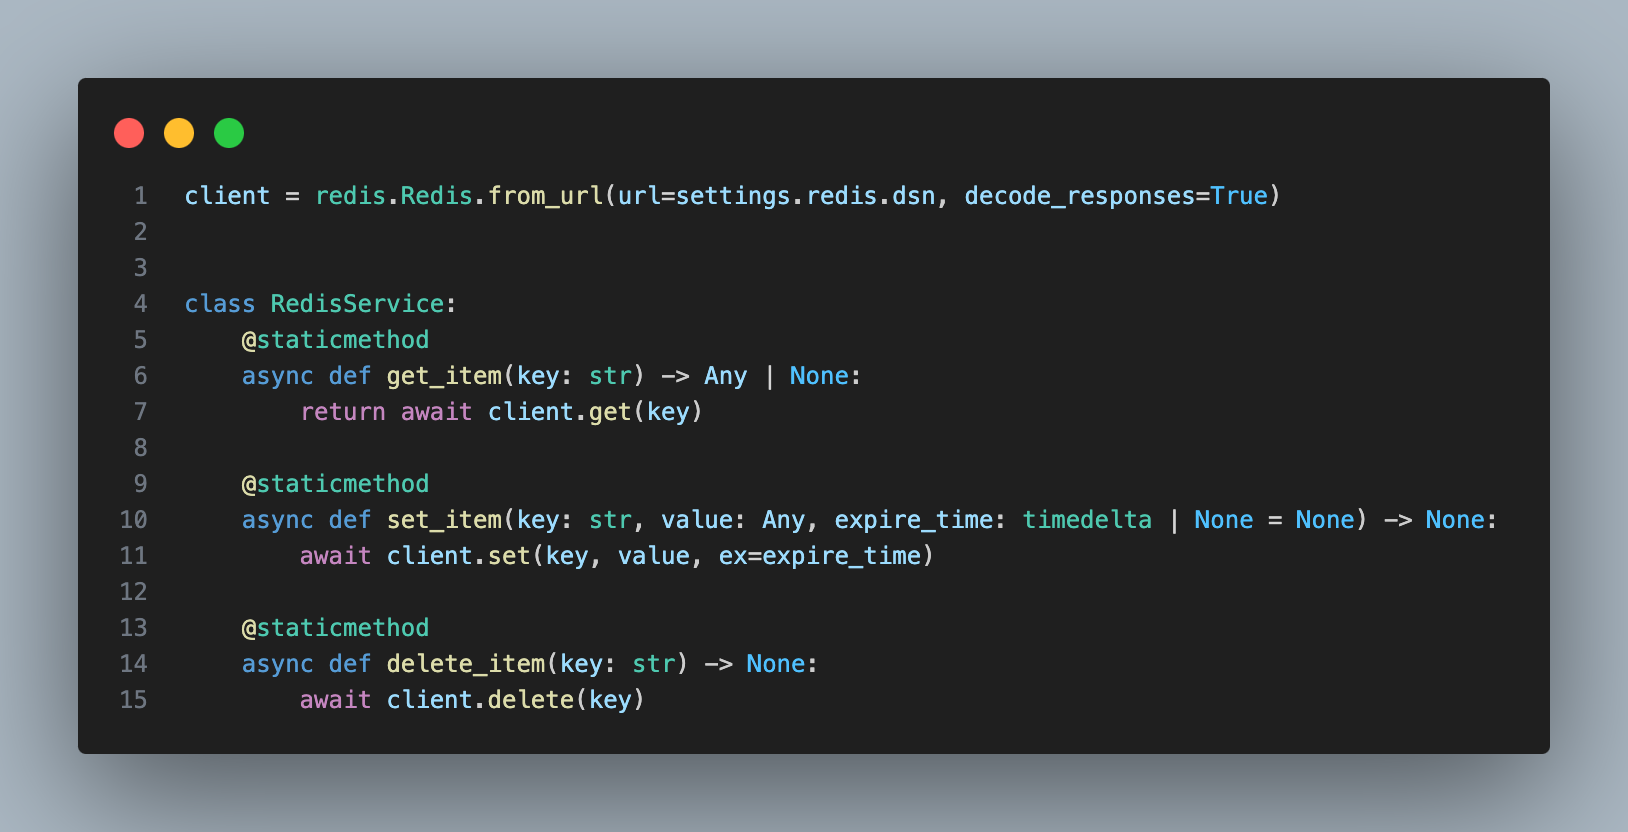 1 client = redis.Redis.from_url(url=settings.redis.dsn, decode_responses=True)
2
3
4 class RedisService:
5     @staticmethod
6     async def get_item(key: str) -> Any | None:
7         return await client.get(key)
8
9     @staticmethod
10     async def set_item(key: str, value: Any, expire_time: timedelta | None = None) -> None:
11         await client.set(key, value, ex=expire_time)
12
13     @staticmethod
14     async def delete_item(key: str) -> None:
15         await client.delete(key)